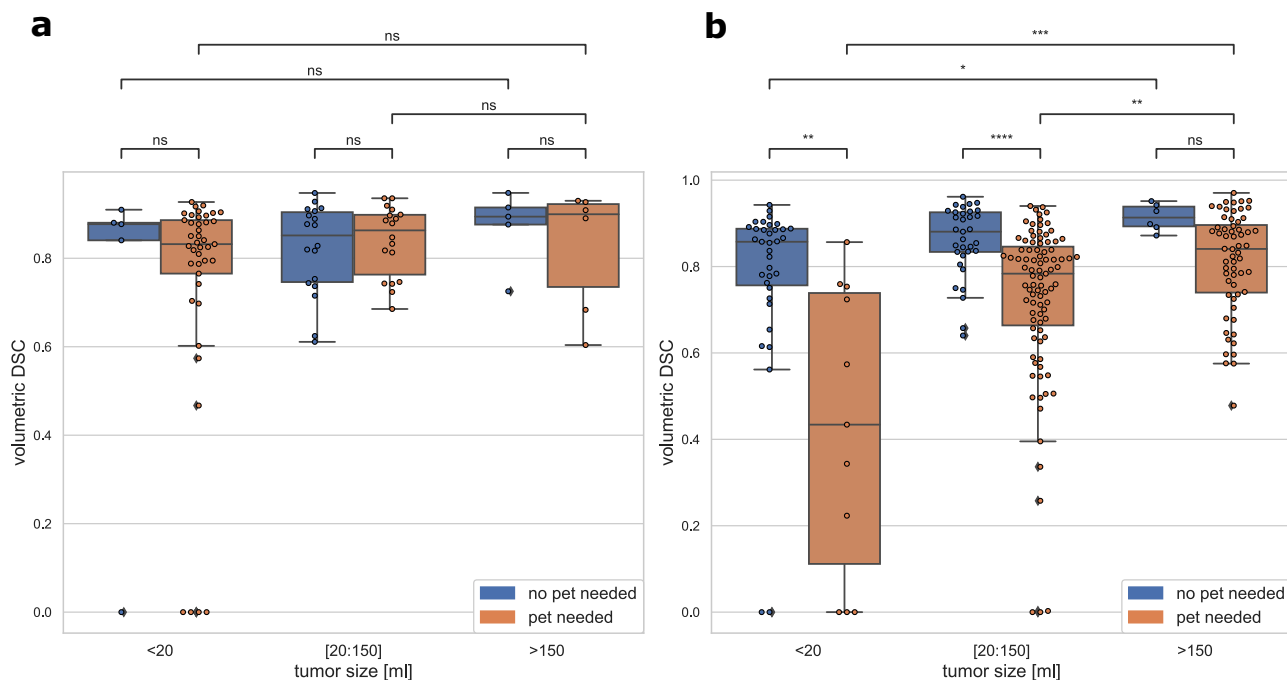 a
ns
ns
ns
ns
ns
ns
volumetric DSC
0.8
0.6
0.4
0.2
0.0
no pet needed
pet needed
<20
[20:150]
>150
tumor size [ml]
b
***
*
**
**
****
ns
volumetric DSC
1.0
0.8
0.6
0.4
0.2
0.0
no pet needed
pet needed
<20
[20:150]
>150
tumor size [ml]